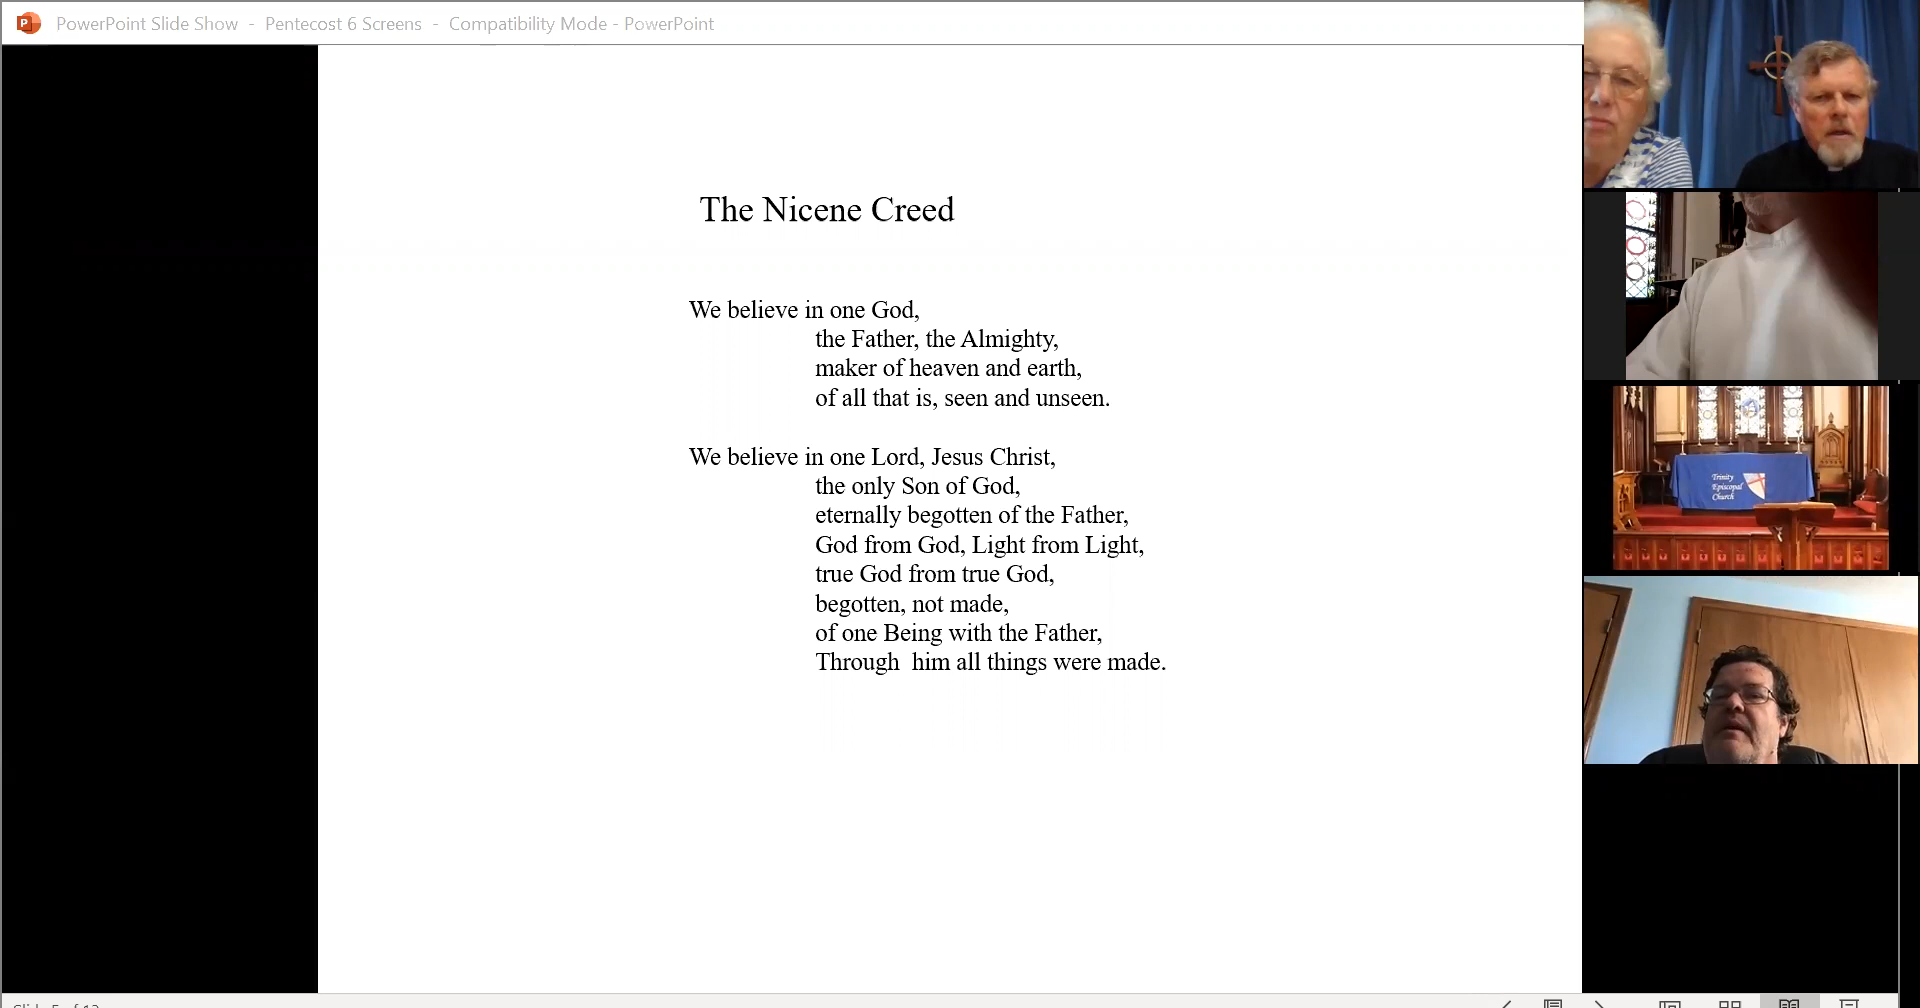 PowerPoint Slide Show - Pentecost 6 Screens - Compatibility Mode - PowerPoint
The Nicene Creed
We believe in one God,
the Father, the Almighty,
maker of heaven and earth,
of all that is, seen and unseen.
We believe in one Lord, Jesus Christ,
the only Son of God,
eternally begotten of the Father,
God from God, Light from Light,
true God from true God,
begotten, not made,
of one Being with the Father,
Through him all things were made.
Trinity
Episcopal
Church